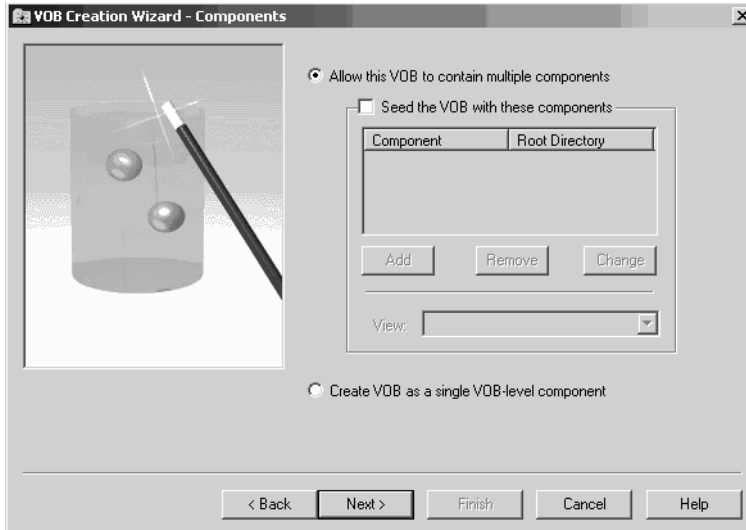 VOB Creation Wizard - Components
Allow this VOB to contain multiple components
Seed the VOB with these components
Component Root Directory
Add Remove Change
View:
Create VOB as a single VOB-level component
< Back Next > Finish Cancel Help